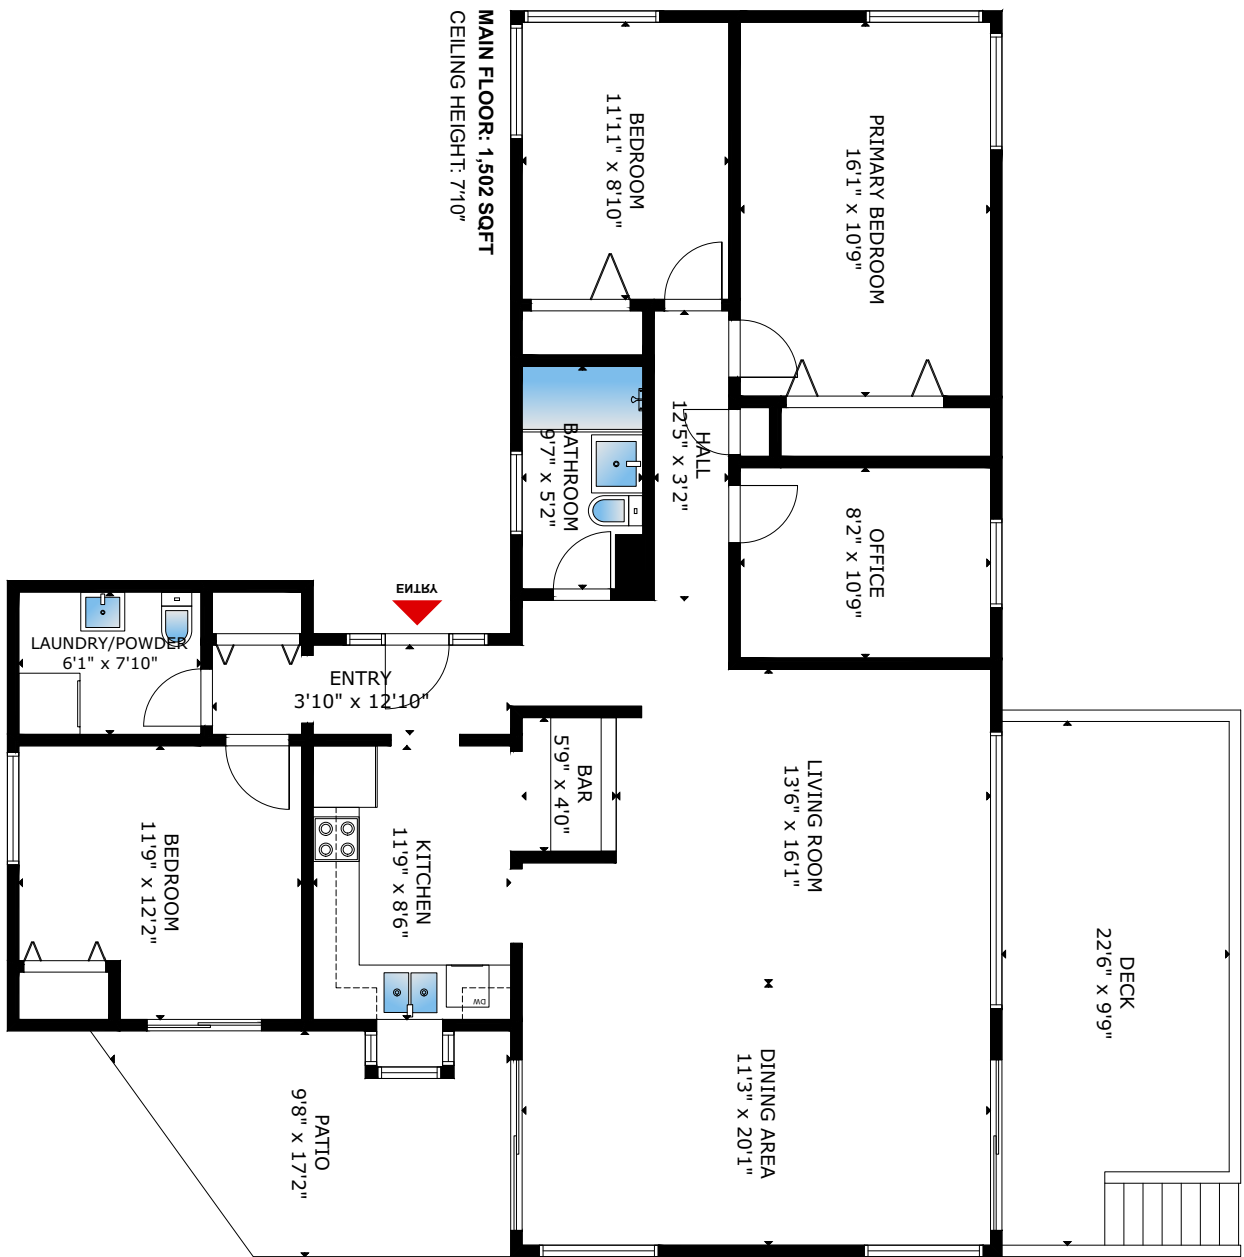 MAIN FLOOR: 1,502 SQFT
CEILING HEIGHT: 7'10"
BEDROOM
11'11" x 8'10"
PRIMARY BEDROOM
16'1" x 10'9"
BATHROOM
9'7" x 5'2"
HALL
12'5" x 3'2"
OFFICE
8'2" x 10'9"
ENTRY
LAUNDRY/POWDER
6'1" x 7'10"
ENTRY
3'10" x 12'10"
BAR
5'9" x 4'0"
LIVING ROOM
13'6" x 16'1"
BEDROOM
11'9" x 12'2"
KITCHEN
11'9" x 8'6"
DW
DECK
22'6" x 9'9"
DINING AREA
11'3" x 20'1"
PATIO
9'8" x 17'2"